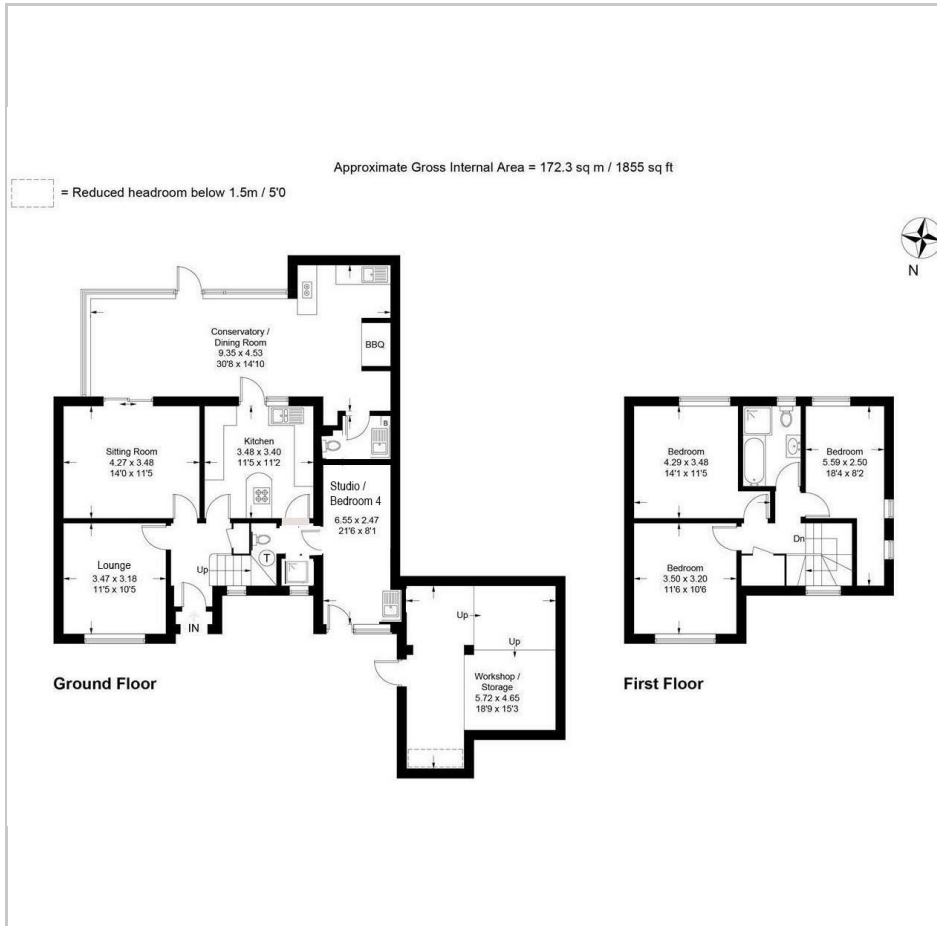 Approximate Gross Internal Area = 172.3 sq m / 1855 sq ft
= Reduced headroom below 1.5m / 5'0
N
Conservatory /
Dining Room
9.35 x 4.53
30'8 x 14'10
BBQ
B
Sitting Room
4.27 x 3.48
14'0 x 11'5
Kitchen
3.48 x 3.40
11'5 x 11'2
Studio /
Bedroom 4
6.55 x 2.47
21'6 x 8'1
T
Lounge
3.47 x 3.18
11'5 x 10'5
Up
IN
Up
Up
Workshop /
Storage
5.72 x 4.65
18'9 x 15'3
Ground Floor
Bedroom
4.29 x 3.48
14'1 x 11'5
Bedroom
5.59 x 2.50
18'4 x 8'2
Dn
Bedroom
3.50 x 3.20
11'6 x 10'6
First Floor